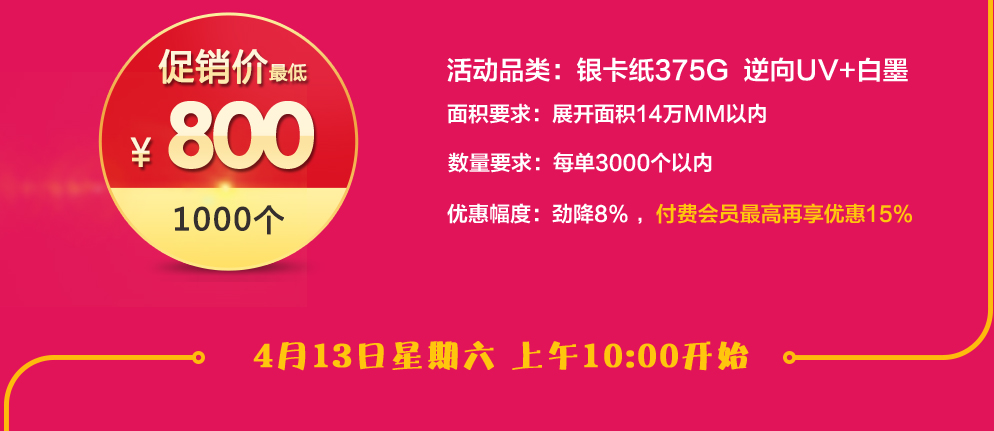 促销价最低
¥800
1000个
活动品类：银卡纸375G 逆向UV+白墨
面积要求：展开面积14万MM以内
数量要求：每单3000个以内
优惠幅度：劲降8%，付费会员最高再享优惠15%
4月13日星期六 上午10:00开始